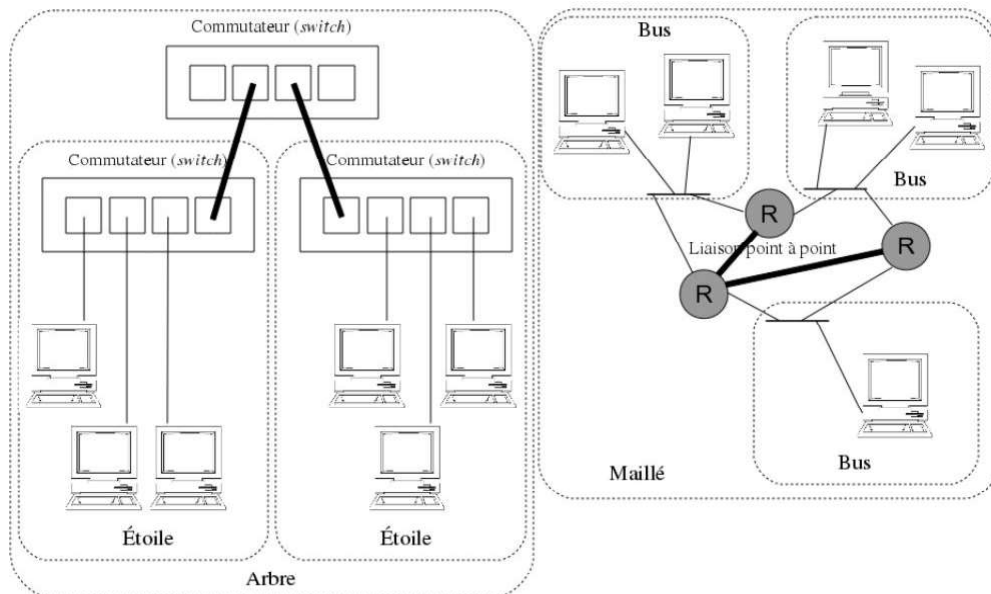 Commutateur (switch)
Commutateur (switch)
Commutateur (switch)
Étoile
Étoile
Arbre
Bus
Bus
R
R
Liaison point à point
R
Bus
Maillé